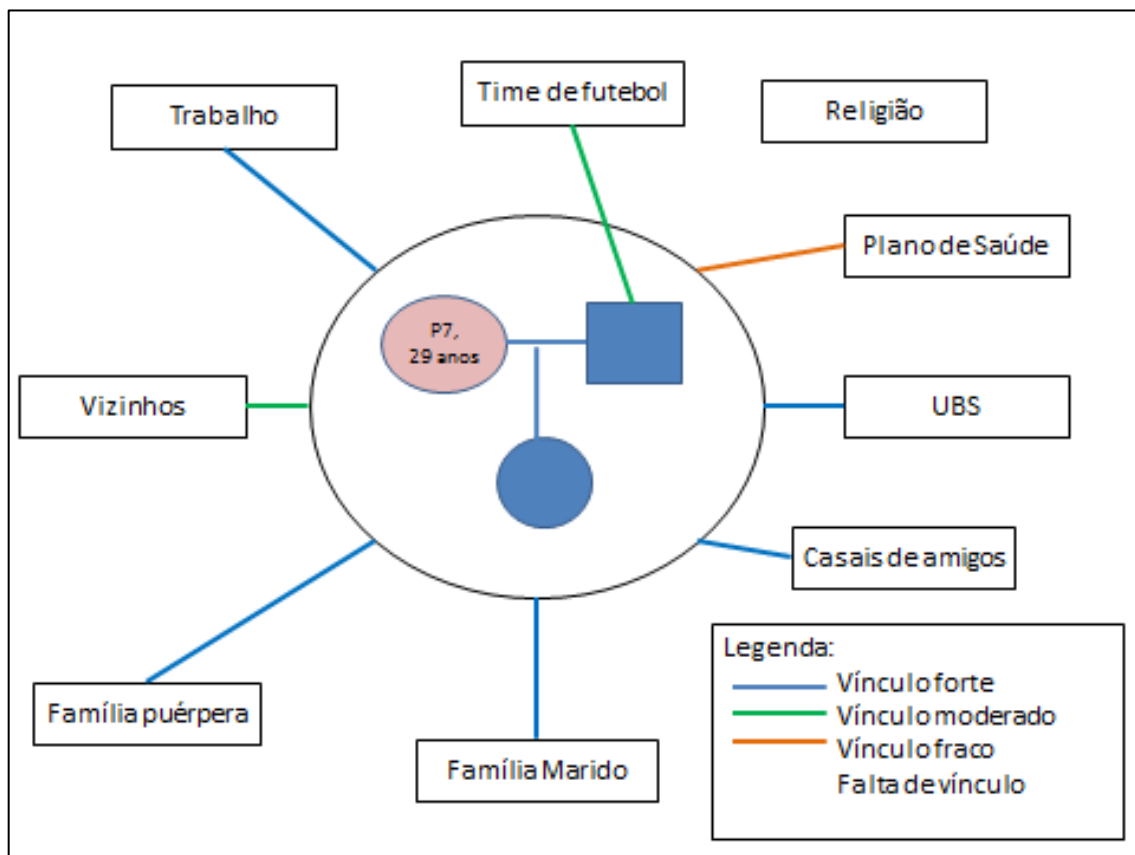 Time de futebol
Religião
Trabalho
Plano de Saúde
P7,
29 anos
Vizinhos
UBS
Casais de amigos
Família puérpera
Família Marido
Legenda:
Vínculo forte
Vínculo moderado
Vínculo fraco
Falta de vínculo